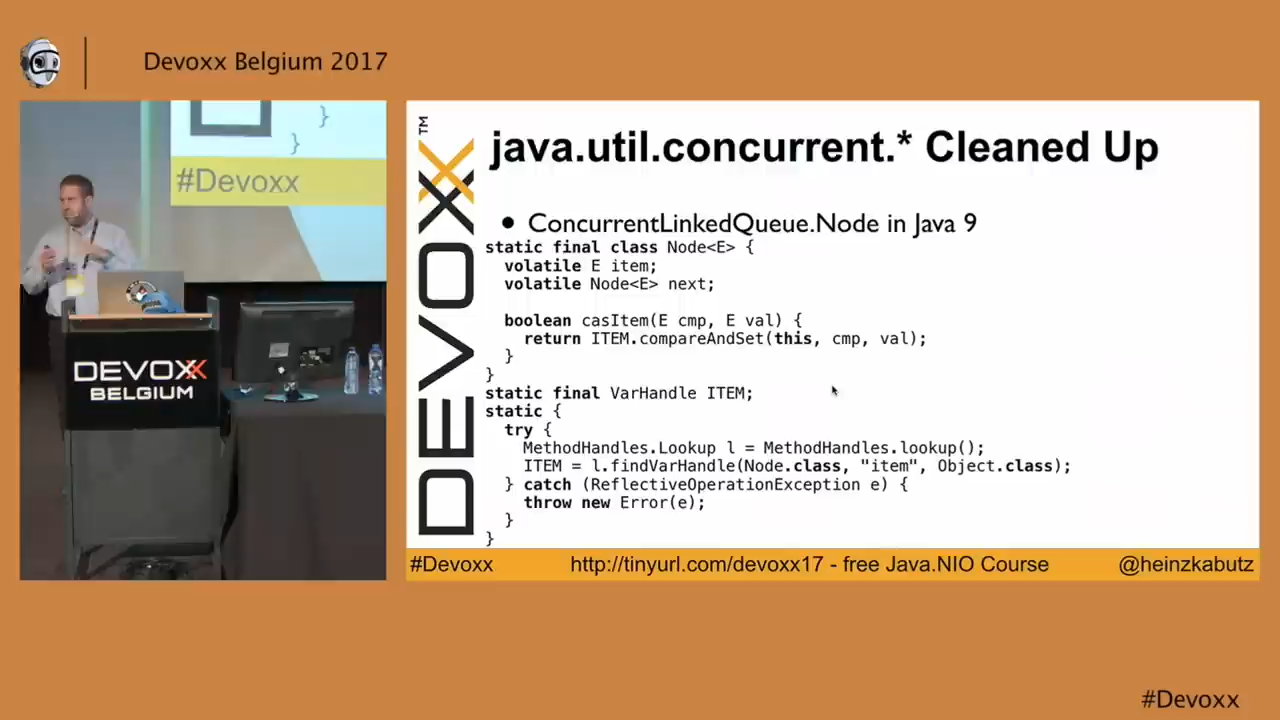 Devoxx Belgium 2017
}
}
#Devoxx
DEVOXX
BELGIUM
DEVOXX™
java.util.concurrent.* Cleaned Up
• ConcurrentLinkedQueue.Node in Java 9
static final class Node<E> {
volatile E item;
volatile Node<E> next;
boolean casItem(E cmp, E val) {
return ITEM.compareAndSet(this, cmp, val);
}
}
static final VarHandle ITEM;
static {
try {
MethodHandles.Lookup l = MethodHandles.lookup();
ITEM = l.findVarHandle(Node.class, "item", Object.class);
} catch (ReflectiveOperationException e) {
throw new Error(e);
}
}
#Devoxx http://tinyurl.com/devoxx17 - free Java.NIO Course @heinzkabutz
#Devoxx